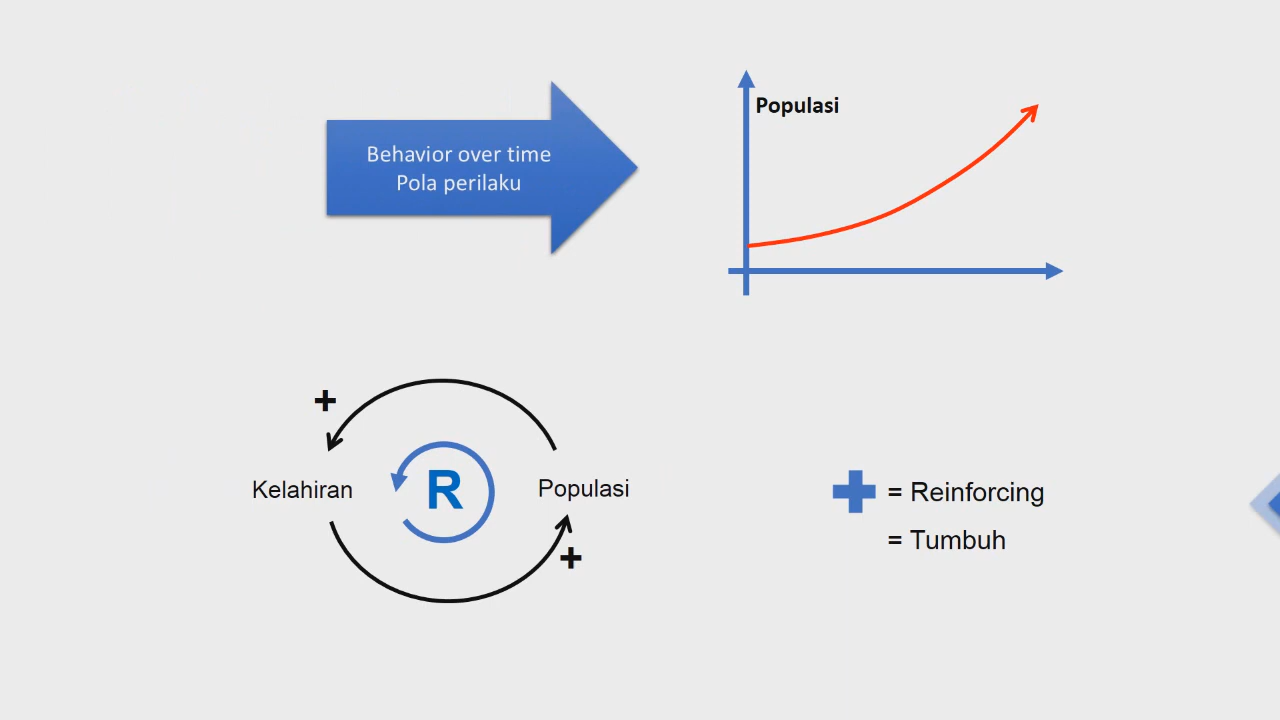 Behavior over time
Pola perilaku
Populasi
+
Kelahiran
R
Populasi
+
+ = Reinforcing
= Tumbuh